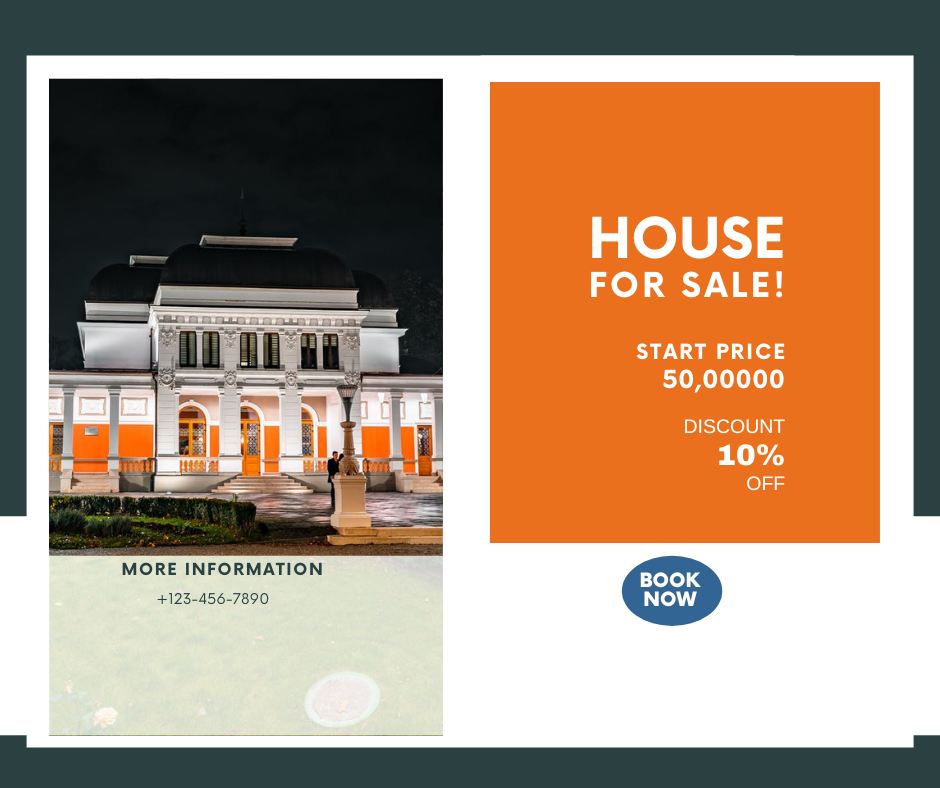 HOUSE
FOR SALE!
START PRICE
50,00000
DISCOUNT
10%
OFF
MORE INFORMATION
+123-456-7890
BOOK
NOW